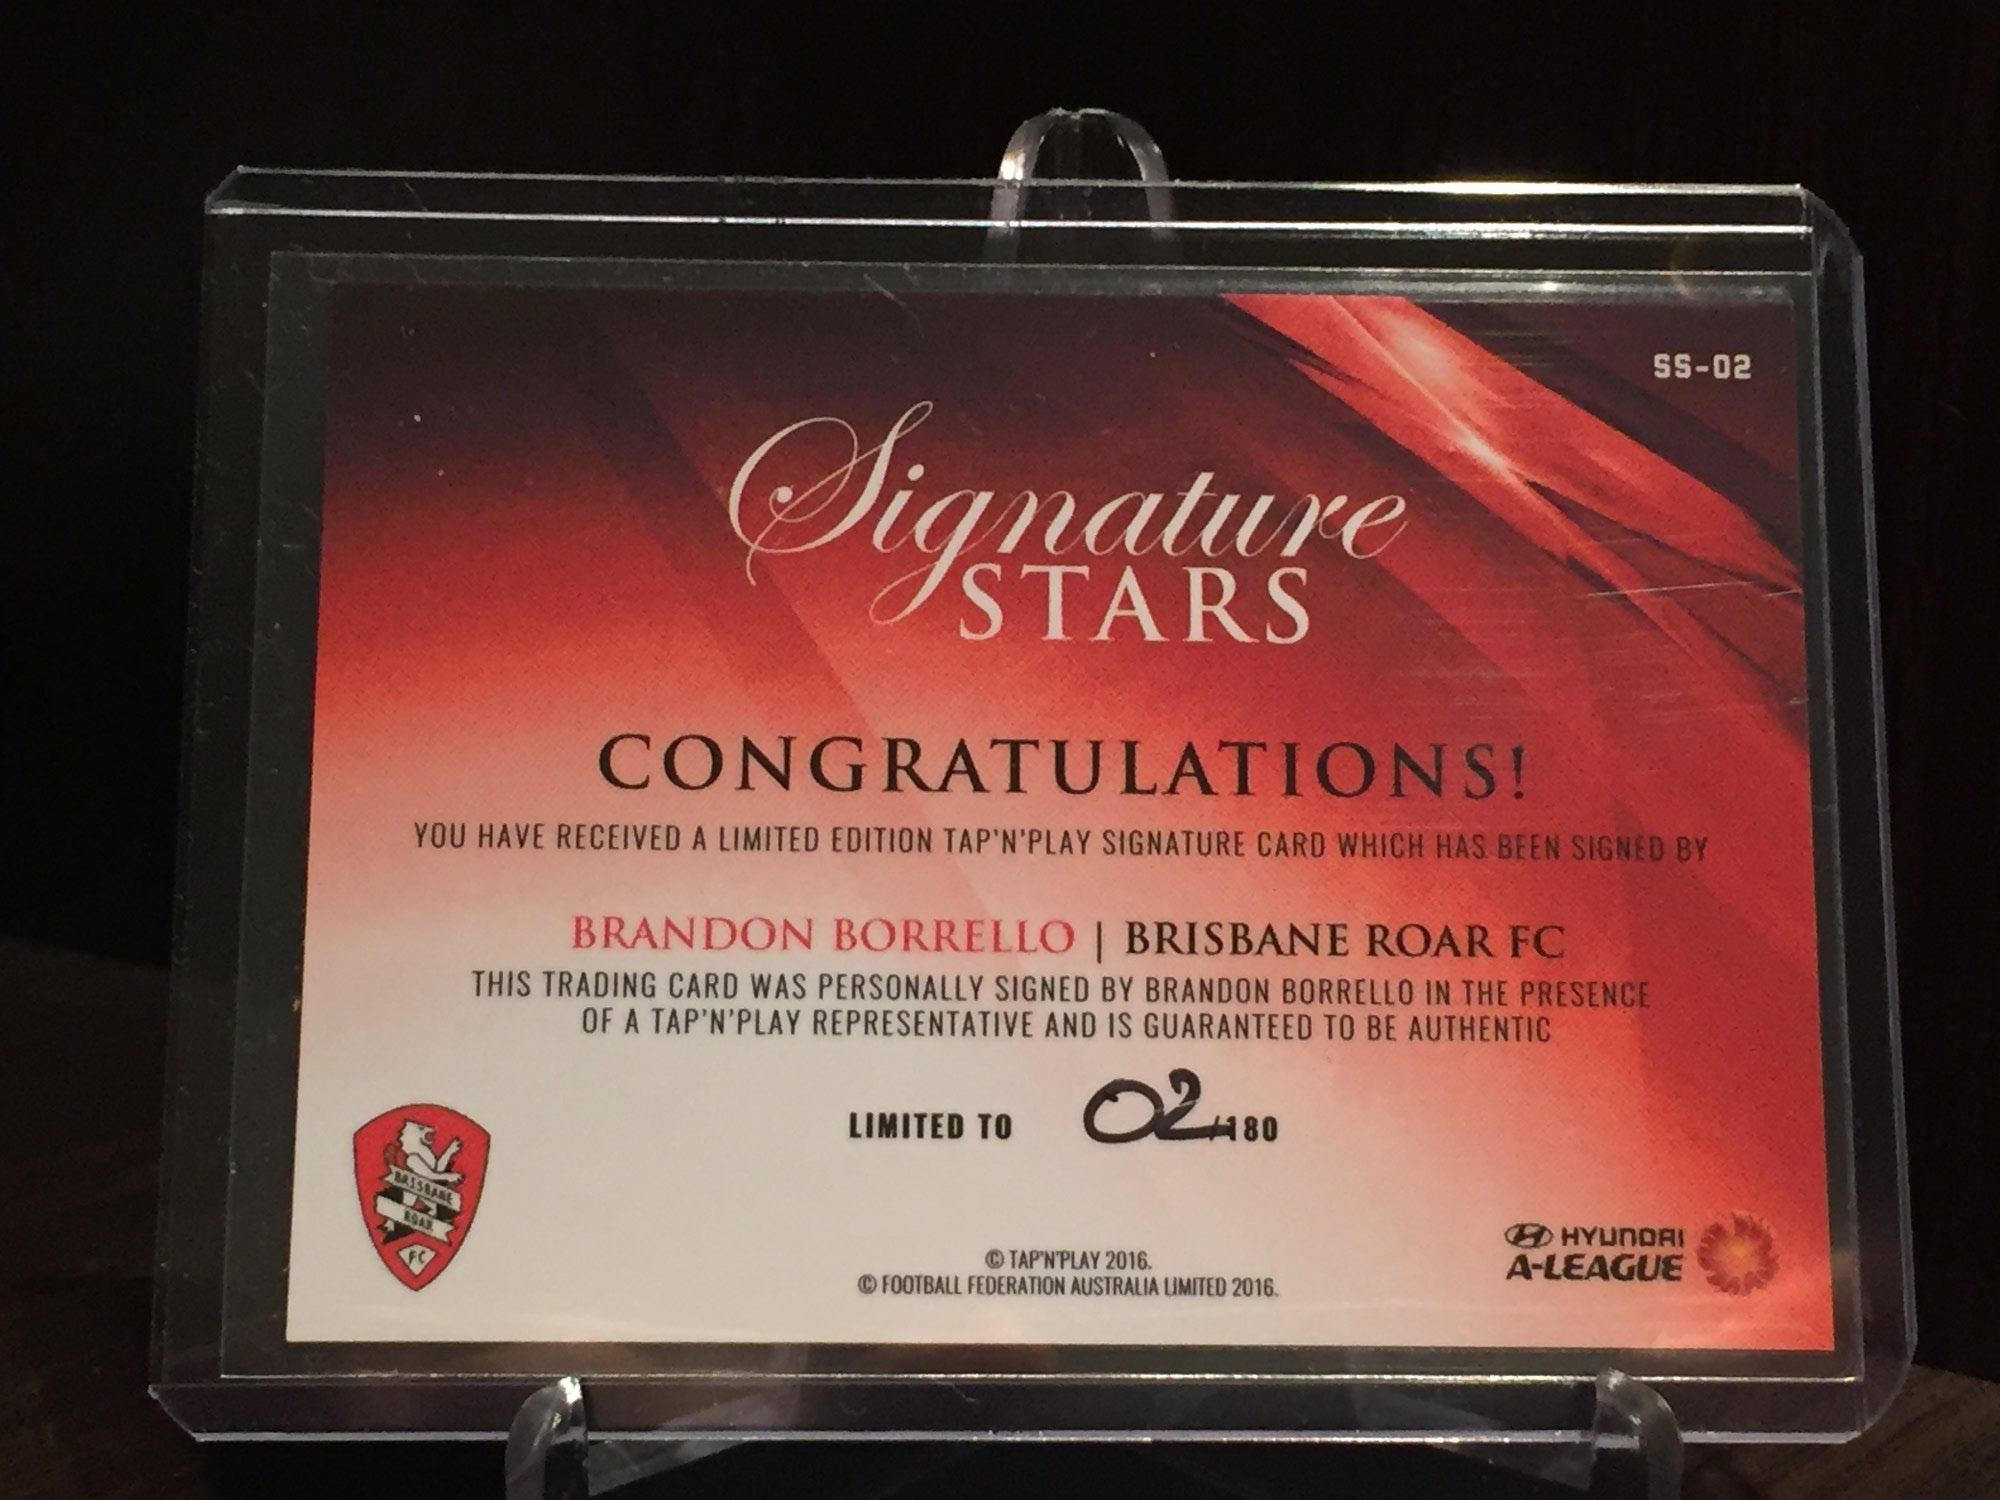 SS-02
Signature
STARS
CONGRATULATIONS!
YOU HAVE RECEIVED A LIMITED EDITION TAP'N'PLAY SIGNATURE CARD WHICH HAS BEEN SIGNED BY
BRANDON BORRELLO | BRISBANE ROAR FC
THIS TRADING CARD WAS PERSONALLY SIGNED BY BRANDON BORRELLO IN THE PRESENCE
OF A TAP'N'PLAY REPRESENTATIVE AND IS GUARANTEED TO BE AUTHENTIC
LIMITED TO 02/180
BRISBANE
ROAR
FC
© TAP'N'PLAY 2016.
© FOOTBALL FEDERATION AUSTRALIA LIMITED 2016.
HYUNDAI
A-LEAGUE